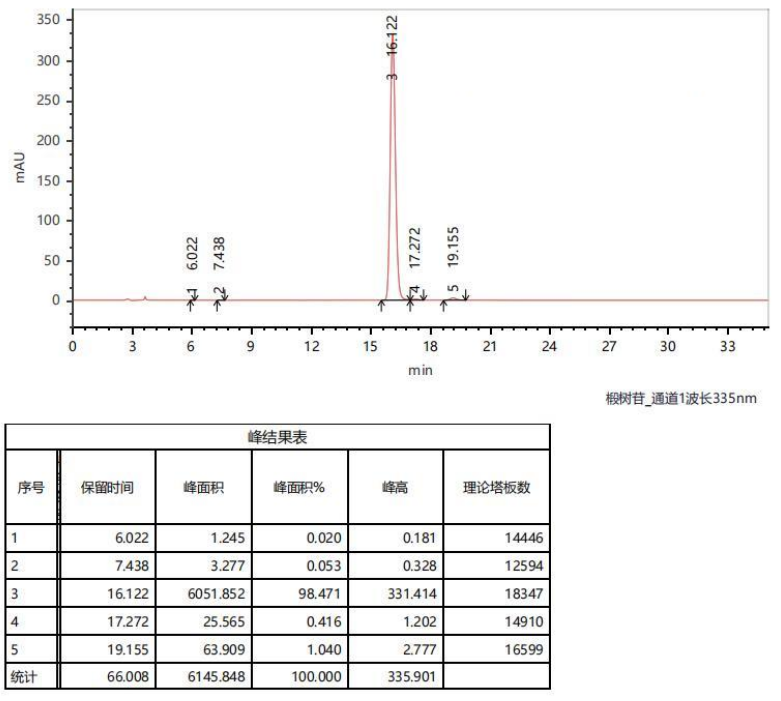 350
300
250
200
150
100
50
0
mAU
1 6.022
2 7.438
3 16.122
4 17.272
5 19.155
0 3 6 9 12 15 18 21 24 27 30 33
min
椴树苷_通道1波长335nm
峰结果表
序号 保留时间 峰面积 峰面积% 峰高 理论塔板数
1 6.022 1.245 0.020 0.181 14446
2 7.438 3.277 0.053 0.328 12594
3 16.122 6051.852 98.471 331.414 18347
4 17.272 25.565 0.416 1.202 14910
5 19.155 63.909 1.040 2.777 16599
统计 66.008 6145.848 100.000 335.901